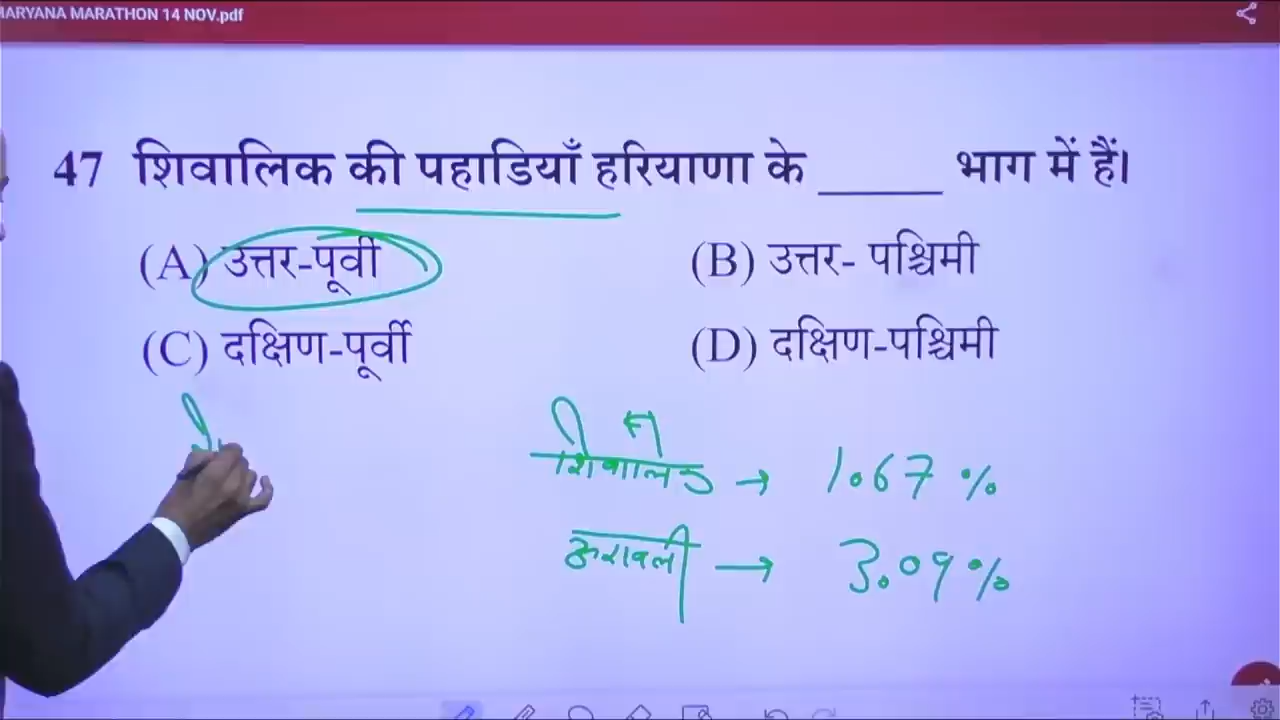 HARYANA MARATHON 14 NOV.pdf
47 शिवालिक की पहाडियाँ हरियाणा के ______ भाग में हैं।
(A) उत्तर-पूर्वी (B) उत्तर- पश्चिमी
(C) दक्षिण-पूर्वी (D) दक्षिण-पश्चिमी
शिवालिक → 1.67 %
अरावली → 3.09 %